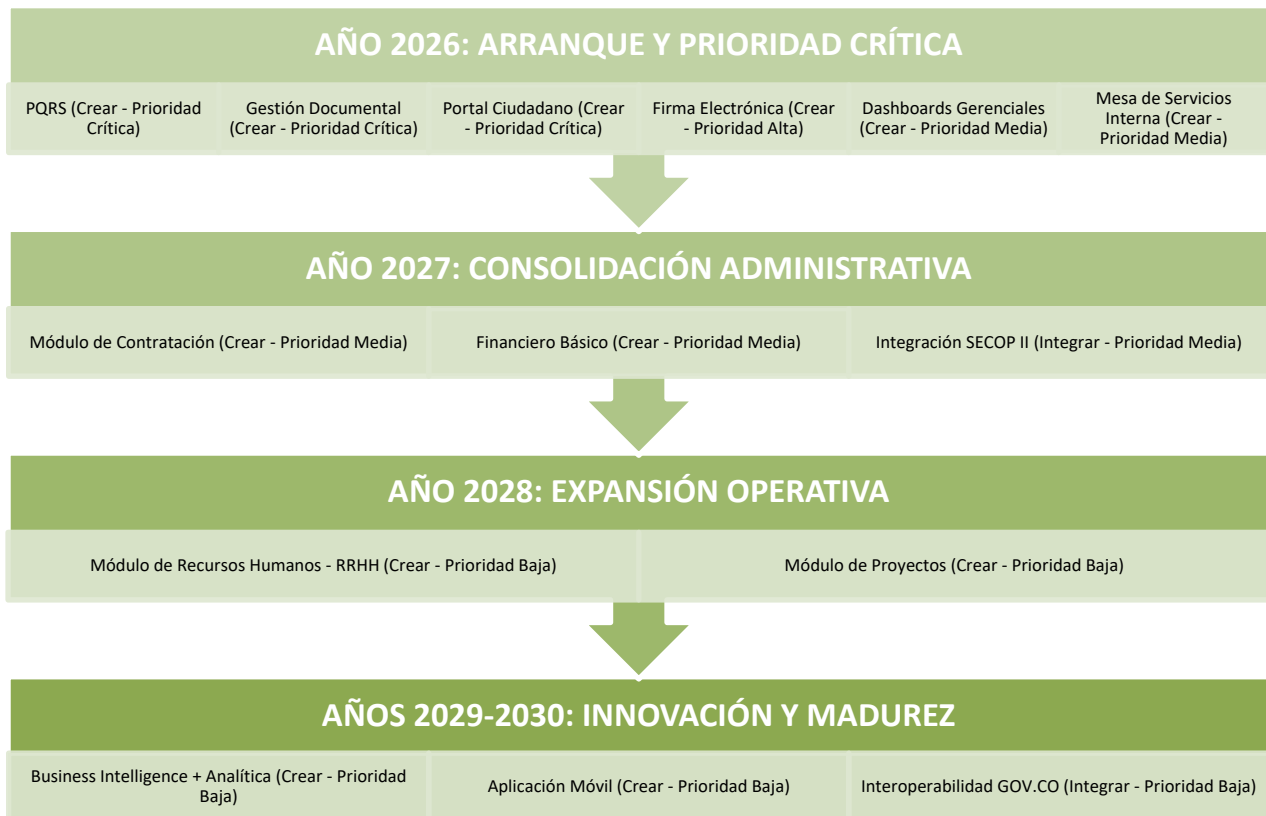 AÑO 2026: ARRANQUE Y PRIORIDAD CRÍTICA
PQRS (Crear - Prioridad
Crítica)
Gestión Documental
(Crear - Prioridad Crítica)
Portal Ciudadano (Crear
- Prioridad Crítica)
Firma Electrónica (Crear
- Prioridad Alta)
Dashboards Gerenciales
(Crear - Prioridad Media)
Mesa de Servicios
Interna (Crear -
Prioridad Media)
AÑO 2027: CONSOLIDACIÓN ADMINISTRATIVA
Módulo de Contratación (Crear - Prioridad Media)
Financiero Básico (Crear - Prioridad Media)
Integración SECOP II (Integrar - Prioridad Media)
AÑO 2028: EXPANSIÓN OPERATIVA
Módulo de Recursos Humanos - RRHH (Crear - Prioridad Baja)
Módulo de Proyectos (Crear - Prioridad Baja)
AÑOS 2029-2030: INNOVACIÓN Y MADUREZ
Business Intelligence + Analítica (Crear - Prioridad
Baja)
Aplicación Móvil (Crear - Prioridad Baja)
Interoperabilidad GOV.CO (Integrar - Prioridad Baja)